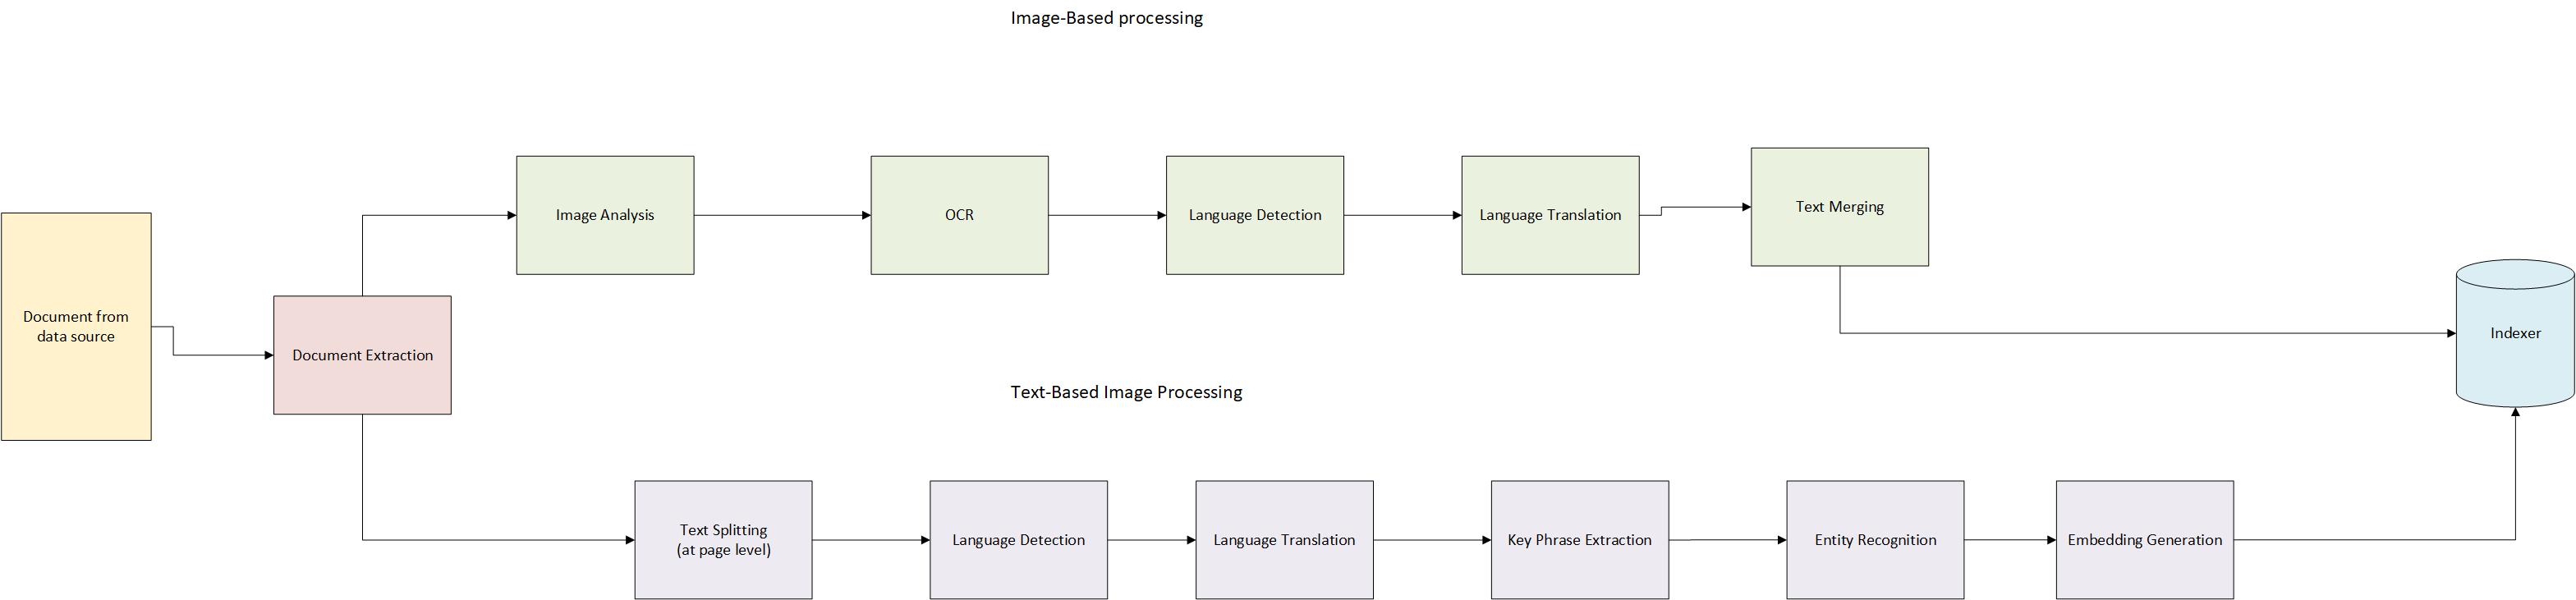 Image-Based processing
Image Analysis
OCR
Language Detection
Language Translation
Text Merging
Document from
data source
Document Extraction
Indexer
Text-Based Image Processing
Text Splitting
(at page level)
Language Detection
Language Translation
Key Phrase Extraction
Entity Recognition
Embedding Generation